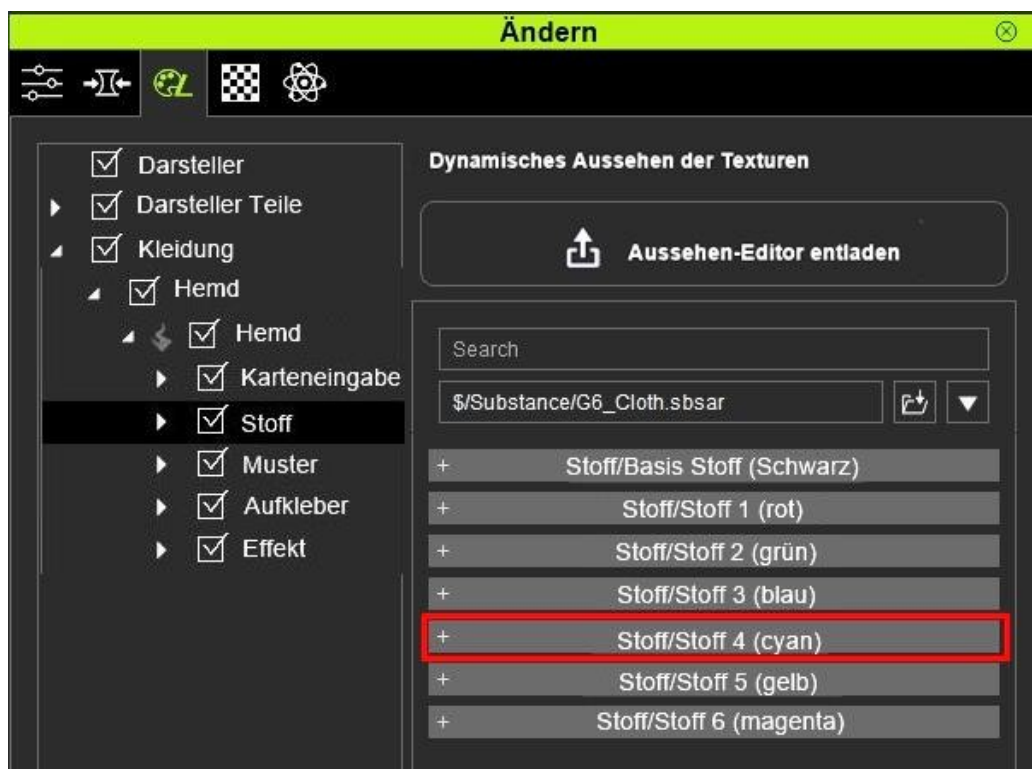 Ändern
Darsteller
Darsteller Teile
Kleidung
Hemd
Hemd
Karteneingabe
Stoff
Muster
Aufkleber
Effekt
Dynamisches Aussehen der Texturen
Aussehen-Editor entladen
Search
$/Substance/G6_Cloth.sbsar
+ Stoff/Basis Stoff (Schwarz)
+ Stoff/Stoff 1 (rot)
+ Stoff/Stoff 2 (grün)
+ Stoff/Stoff 3 (blau)
+ Stoff/Stoff 4 (cyan)
+ Stoff/Stoff 5 (gelb)
+ Stoff/Stoff 6 (magenta)